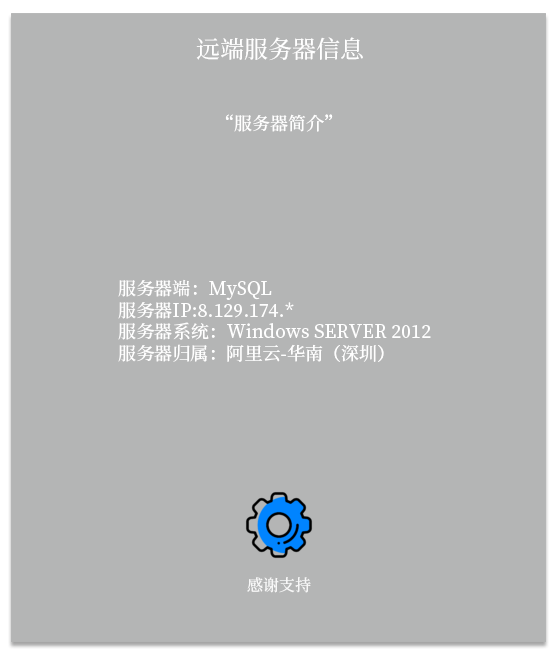 远端服务器信息
“服务器简介”
服务器端：MySQL
服务器IP:8.129.174.*
服务器系统：Windows SERVER 2012
服务器归属：阿里云-华南（深圳）
感谢支持